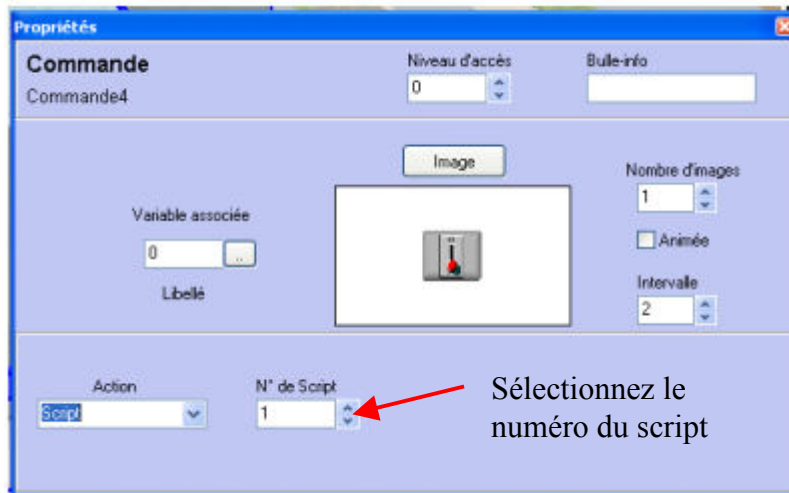 Propriétés
Commande
Commande4
Niveau d'accès
0
Bulle-info
Image
Variable associée
0
..
Libellé
Nombre d'images
1
Animée
Intervalle
2
Action
Script
N° de Script
1
Sélectionnez le
numéro du script